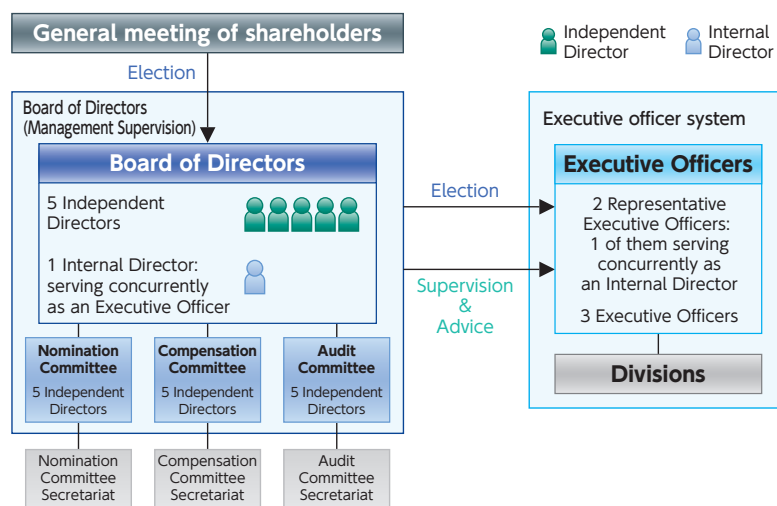 General meeting of shareholders
Independent
Director
Internal
Director
Election
Board of Directors
(Management Supervision)
Board of Directors
5 Independent
Directors
1 Internal Director:
serving concurrently
as an Executive Officer
Election
Supervision
&
Advice
Executive officer system
Executive Officers
2 Representative
Executive Officers:
1 of them serving
concurrently as
an Internal Director
3 Executive Officers
Divisions
Nomination
Committee
5 Independent
Directors
Compensation
Committee
5 Independent
Directors
Audit
Committee
5 Independent
Directors
Nomination
Committee
Secretariat
Compensation
Committee
Secretariat
Audit
Committee
Secretariat